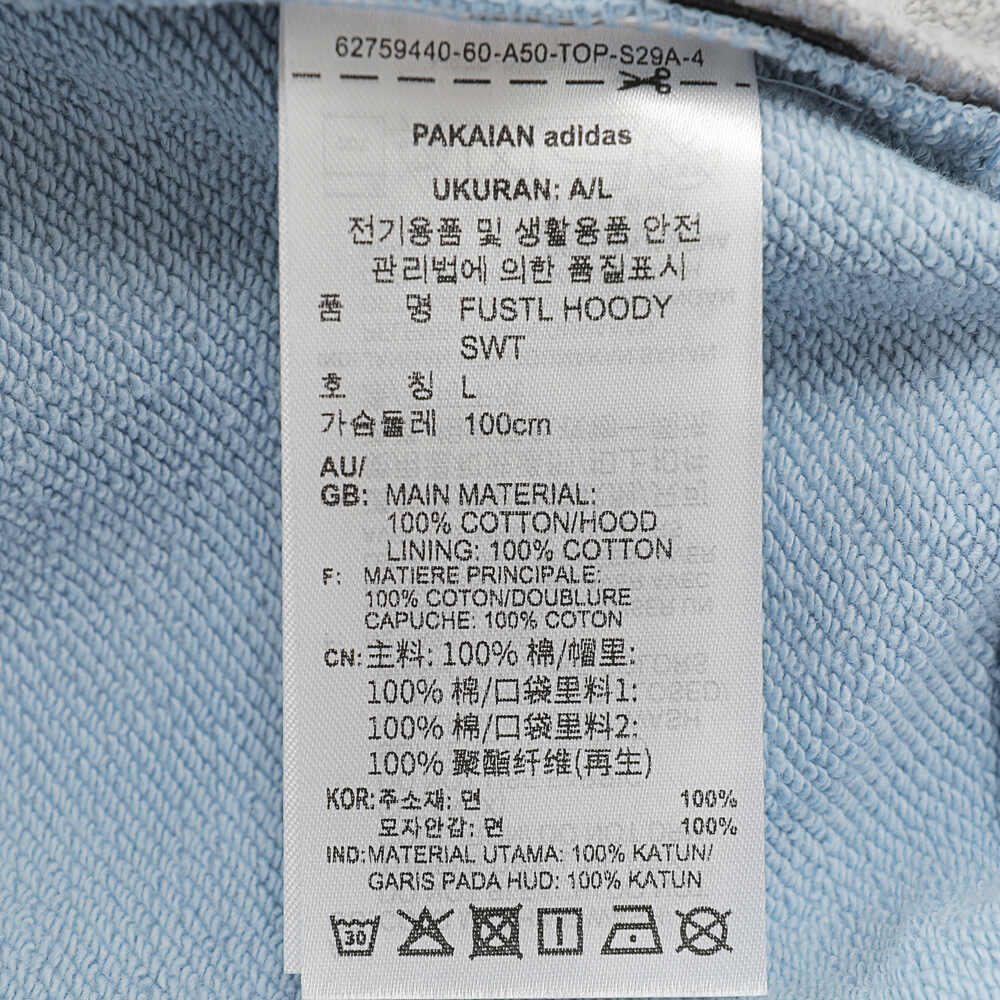 62759440-60-A50-TOP-S29A-4
PAKAIAN adidas
UKURAN: A/L
전기용품 및 생활용품 안전
관리법에 의한 품질표시
품 명 FUSTL HOODY
SWT
호 칭 L
가슴둘레 100cm
AU/
GB: MAIN MATERIAL:
100% COTTON/HOOD
LINING: 100% COTTON
F: MATIERE PRINCIPALE:
100% COTON/DOUBLURE
CAPUCHE: 100% COTON
CN: 主料: 100% 棉/帽里:
100% 棉/口袋里料1:
100% 棉/口袋里料2:
100% 聚酯纤维(再生)
KOR: 주소재: 면 100%
모자안감: 면 100%
IND: MATERIAL UTAMA: 100% KATUN/
GARIS PADA HUD: 100% KATUN
30